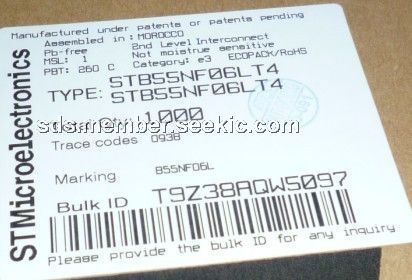 Manufactured under patents or patents pending
Assembled in: MOROCCO
Pb-free 2nd Level Interconnect
MSL: 1 Not moistrue sensitive
PBT: 260 C Category: e3 ECOPACK/RoHS
TYPE: STB55NF06LT4
STB55NF06LT4
1000
sdsmember.seekic.com
Trace codes 0938
Marking B55NF06L
Bulk ID T9Z38AQW5097
Please provide the bulk ID for any inquiry
STMicroelectronics